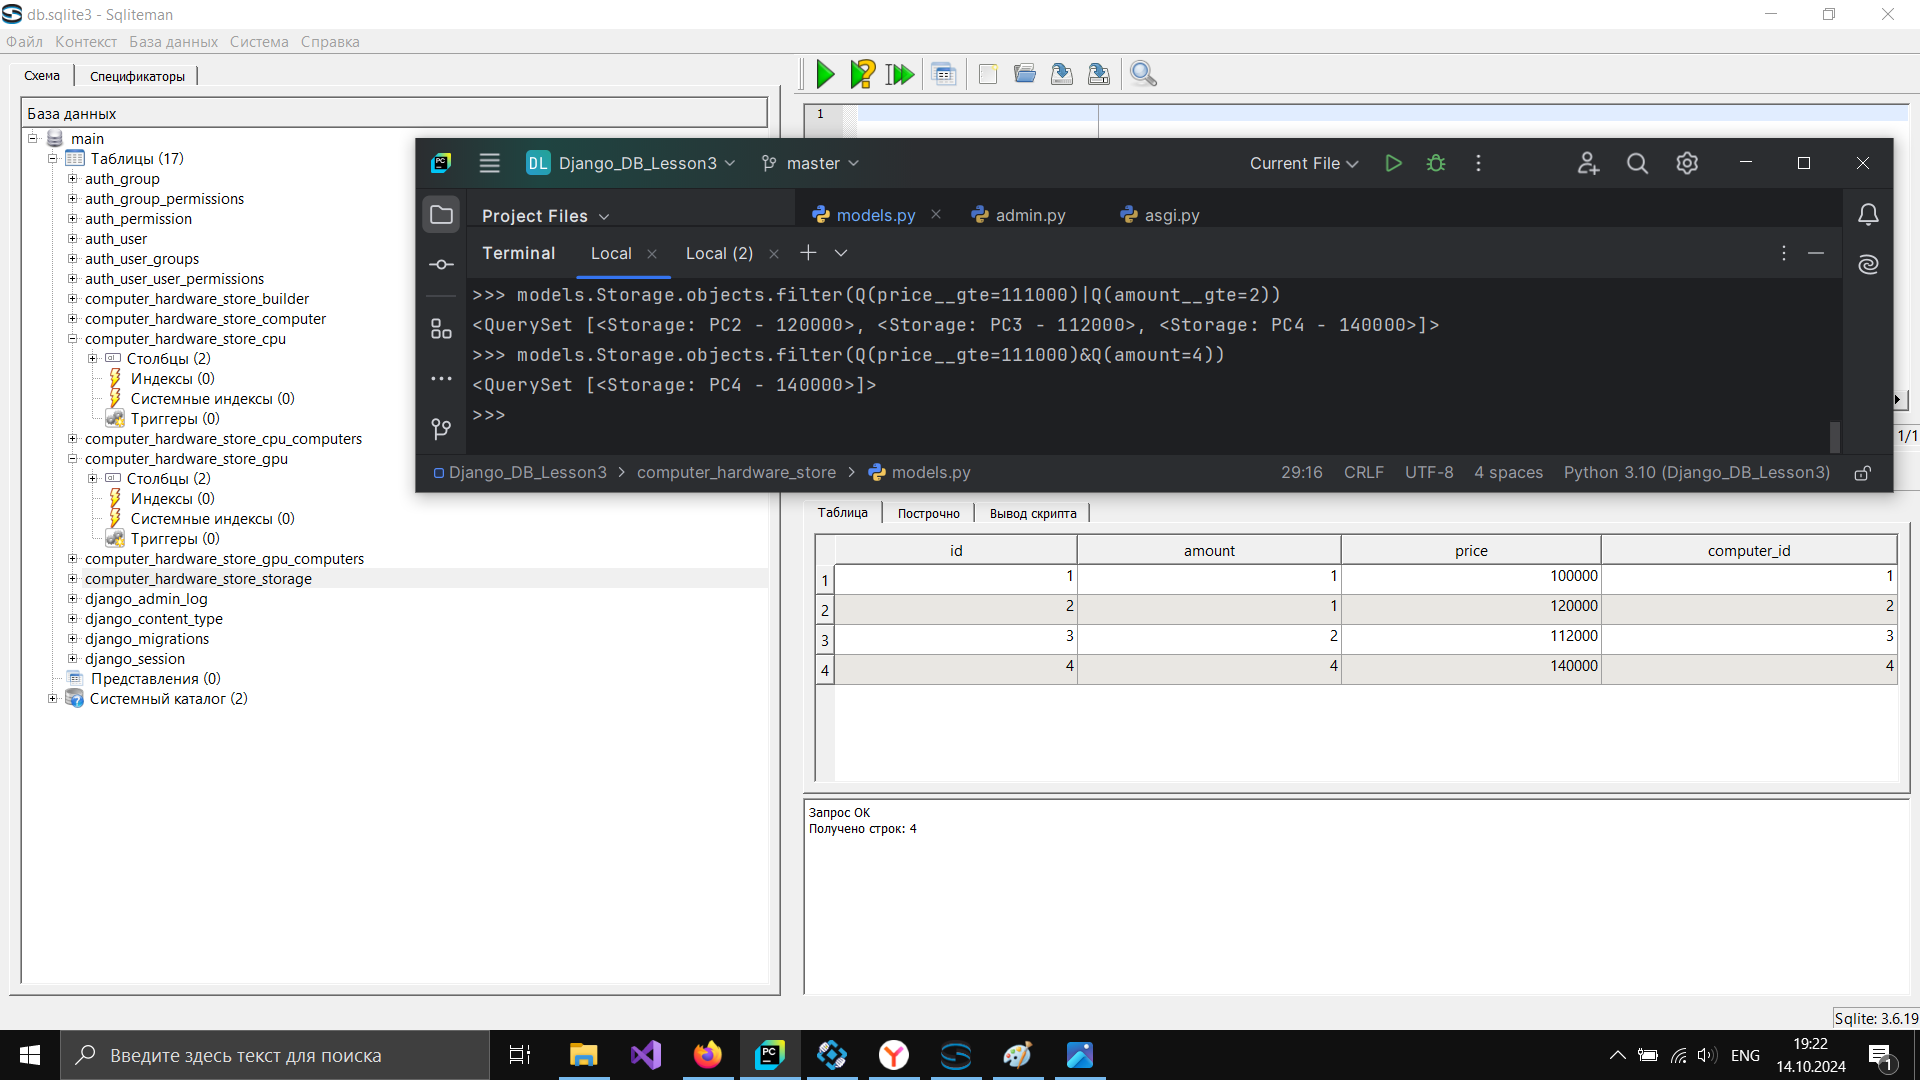 db.sqlite3 - Sqliteman
Файл Контекст База данных Система Справка
Схема Спецификаторы
База данных
main
Таблицы (17)
auth_group
auth_group_permissions
auth_permission
auth_user
auth_user_groups
auth_user_user_permissions
computer_hardware_store_builder
computer_hardware_store_computer
computer_hardware_store_cpu
Столбцы (2)
Индексы (0)
Системные индексы (0)
Триггеры (0)
computer_hardware_store_cpu_computers
computer_hardware_store_gpu
Столбцы (2)
Индексы (0)
Системные индексы (0)
Триггеры (0)
computer_hardware_store_gpu_computers
computer_hardware_store_storage
django_admin_log
django_content_type
django_migrations
django_session
Представления (0)
Системный каталог (2)
1
PC DL Django_DB_Lesson3 master Current File
Project Files models.py admin.py asgi.py
Terminal Local Local (2)
>>> models.Storage.objects.filter(Q(price__gte=111000)|Q(amount__gte=2))
<QuerySet [<Storage: PC2 - 120000>, <Storage: PC3 - 112000>, <Storage: PC4 - 140000>]>
>>> models.Storage.objects.filter(Q(price__gte=111000)&Q(amount=4))
<QuerySet [<Storage: PC4 - 140000>]>
>>>
Django_DB_Lesson3 > computer_hardware_store > models.py 29:16 CRLF UTF-8 4 spaces Python 3.10 (Django_DB_Lesson3)
1/1
Таблица Построчно Вывод скрипта
id amount price computer_id
1 1 1 100000 1
2 2 1 120000 2
3 3 2 112000 3
4 4 4 140000 4
Запрос OK
Получено строк: 4
Sqlite: 3.6.19
Введите здесь текст для поиска
PC
ENG
19:22
14.10.2024
1